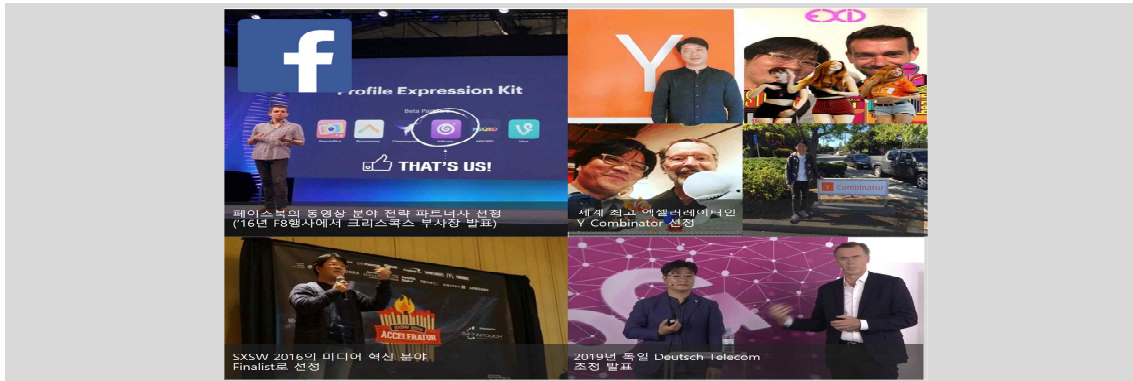 f
Profile Expression Kit
Beta Partners
THAT'S US!
페이스북의 동영상 분야 전략 파트너사 선정
('16년 F8행사에서 크리스콕스 부사장 발표)
Y
EXID
세계 최고 엑셀러레이터인
Y Combinator 선정
Y Combinator
SXSW 2016의 미디어 혁신 분야
Finalist로 선정
ACCELERATOR
2019년 독일 Deutsch Telecom
초청 발표